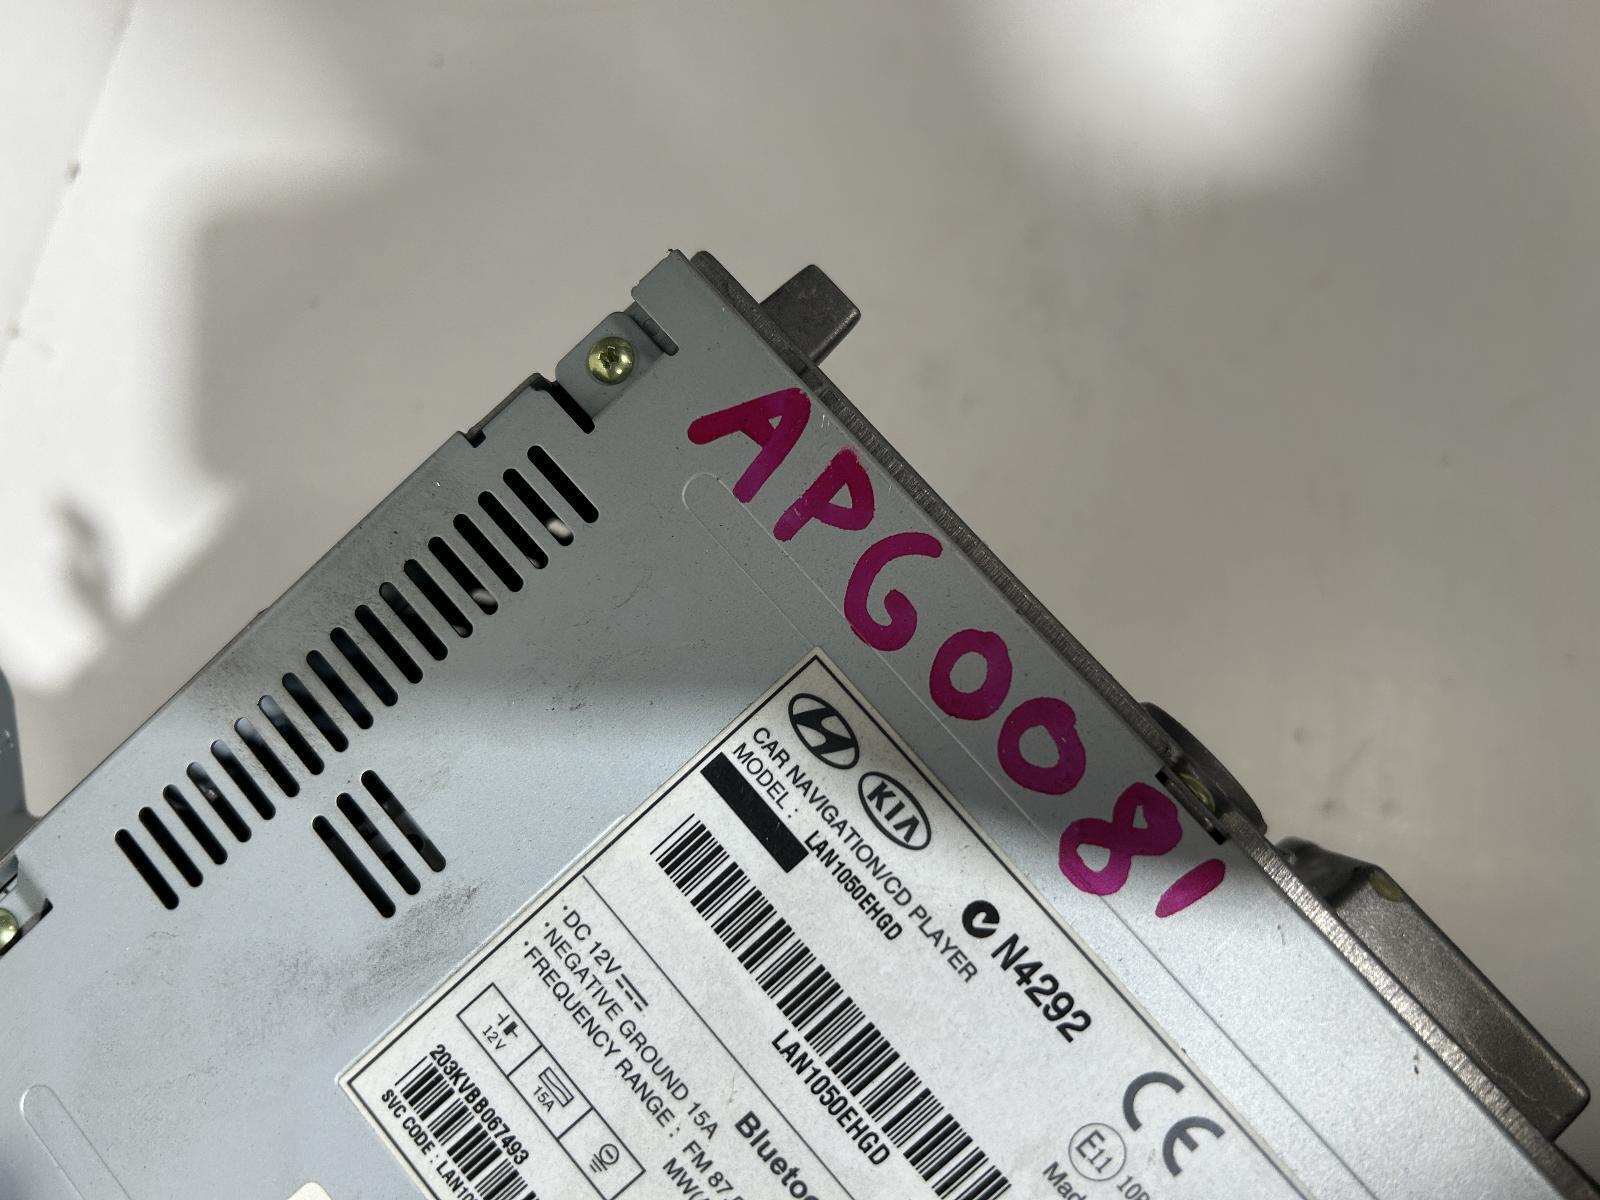 APG0081
KIA
CAR NAVIGATION/CD PLAYER
MODEL : LAN1050EHGD
N4292
LAN1050EHGD
CE
E11
•DC 12V
•NEGATIVE GROUND 15A
•FREQUENCY RANGE : FM 87
12V
15A
203KVBB067493
SVC CODE : LAN10